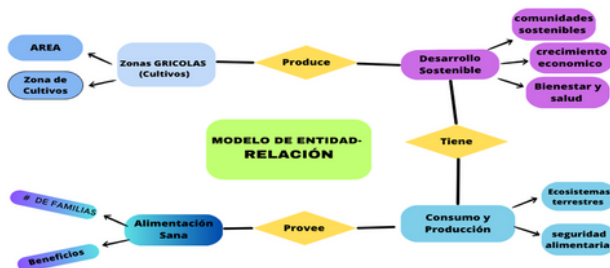 AREA
Zona de
Cultivos
Zonas GRICOLAS
(Cultivos)
Produce
Desarrollo
Sostenible
comunidades
sostenibles
crecimiento
economico
Bienestar y
salud
MODELO DE ENTIDAD-
RELACIÓN
Tiene
# DE FAMILIAS
Beneficios
Alimentación
Sana
Provee
Consumo y
Producción
Ecosistemas
terrestres
seguridad
alimentaria